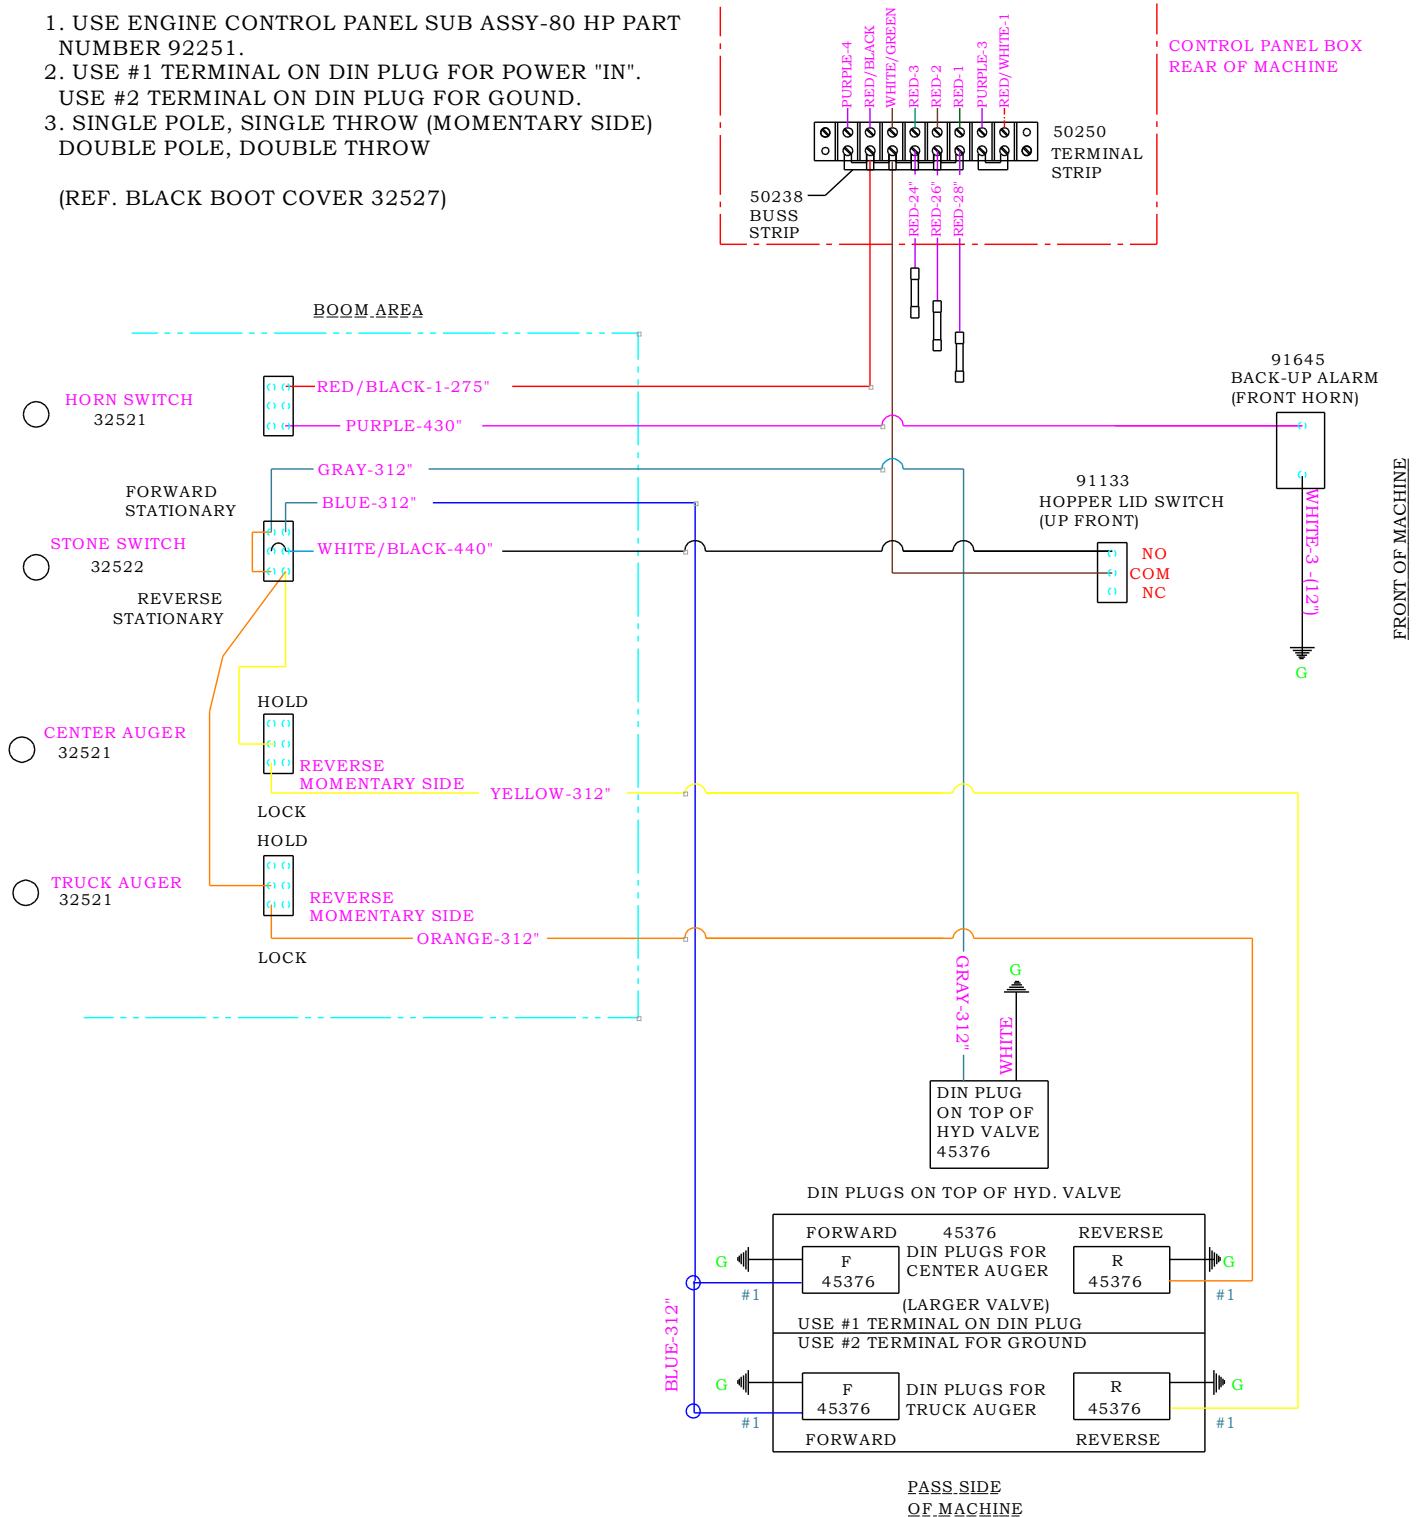 1. USE ENGINE CONTROL PANEL SUB ASSY-80 HP PART
NUMBER 92251.
2. USE #1 TERMINAL ON DIN PLUG FOR POWER "IN".
USE #2 TERMINAL ON DIN PLUG FOR GOUND.
3. SINGLE POLE, SINGLE THROW (MOMENTARY SIDE)
DOUBLE POLE, DOUBLE THROW
(REF. BLACK BOOT COVER 32527)
PURPLE-4
RED/BLACK
WHITE/GREEN
RED-3
RED-2
RED-1
PURPLE-3
RED/WHITE-1
CONTROL PANEL BOX
REAR OF MACHINE
50250
TERMINAL
STRIP
50238
BUSS
STRIP
RED-24"
RED-26"
RED-28"
BOOM AREA
HORN SWITCH
32521
RED/BLACK-1-275"
PURPLE-430"
91645
BACK-UP ALARM
(FRONT HORN)
WHITE-3 -(12")
G
FRONT OF MACHINE
GRAY-312"
BLUE-312"
FORWARD
STATIONARY
STONE SWITCH
32522
WHITE/BLACK-440"
REVERSE
STATIONARY
91133
HOPPER LID SWITCH
(UP FRONT)
NO
COM
NC
HOLD
CENTER AUGER
32521
REVERSE
MOMENTARY SIDE
YELLOW-312"
LOCK
HOLD
TRUCK AUGER
32521
REVERSE
MOMENTARY SIDE
ORANGE-312"
LOCK
GRAY-312"
G
WHITE
DIN PLUG
ON TOP OF
HYD VALVE
45376
DIN PLUGS ON TOP OF HYD. VALVE
FORWARD
45376
REVERSE
G
F
45376
DIN PLUGS FOR
CENTER AUGER
R
45376
G
#1
#1
(LARGER VALVE)
USE #1 TERMINAL ON DIN PLUG
USE #2 TERMINAL FOR GROUND
BLUE-312"
G
F
45376
DIN PLUGS FOR
TRUCK AUGER
R
45376
G
#1
#1
FORWARD
REVERSE
PASS SIDE
OF MACHINE